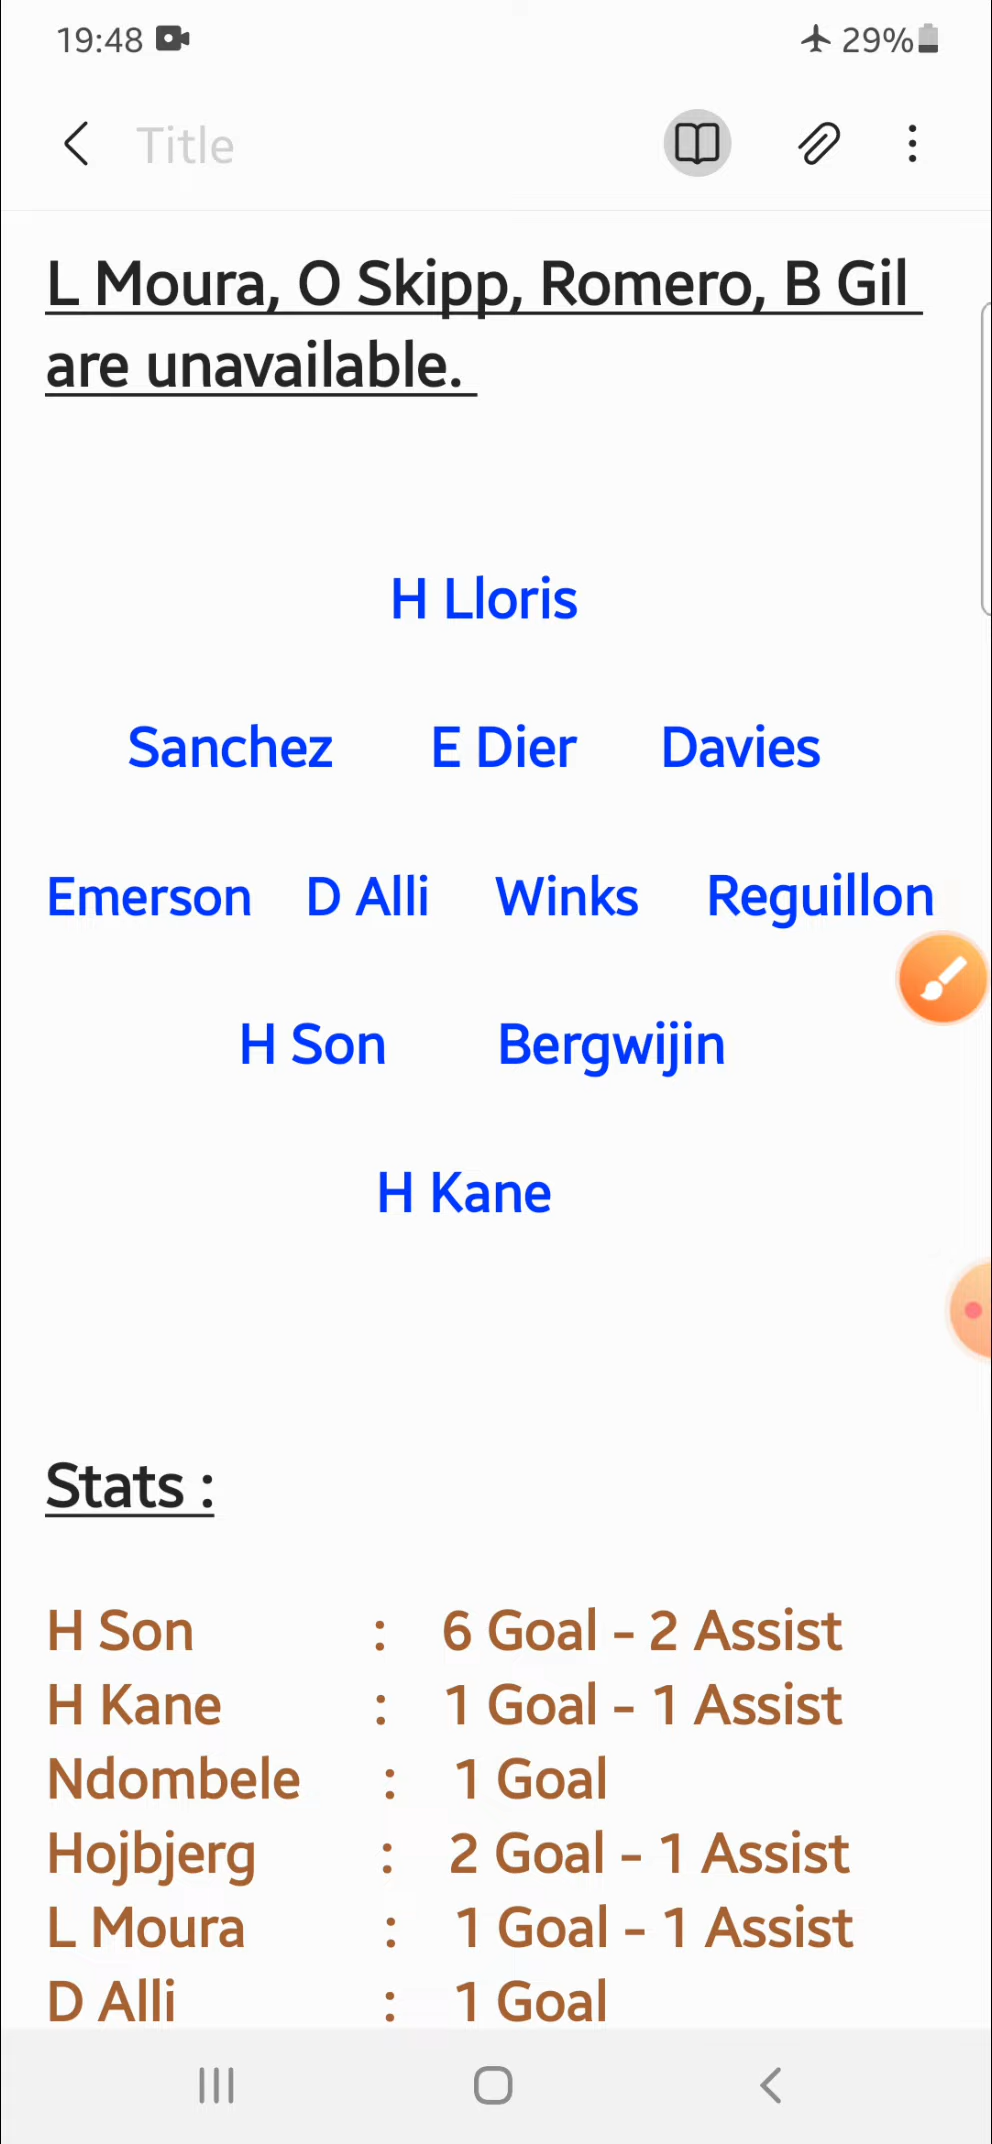 19:48 29%
Title
L Moura, O Skipp, Romero, B Gil
are unavailable.
H Lloris
Sanchez E Dier Davies
Emerson D Alli Winks Reguillon
H Son Bergwijin
H Kane
Stats :
H Son : 6 Goal - 2 Assist
H Kane : 1 Goal - 1 Assist
Ndombele : 1 Goal
Hojbjerg : 2 Goal - 1 Assist
L Moura : 1 Goal - 1 Assist
D Alli : 1 Goal